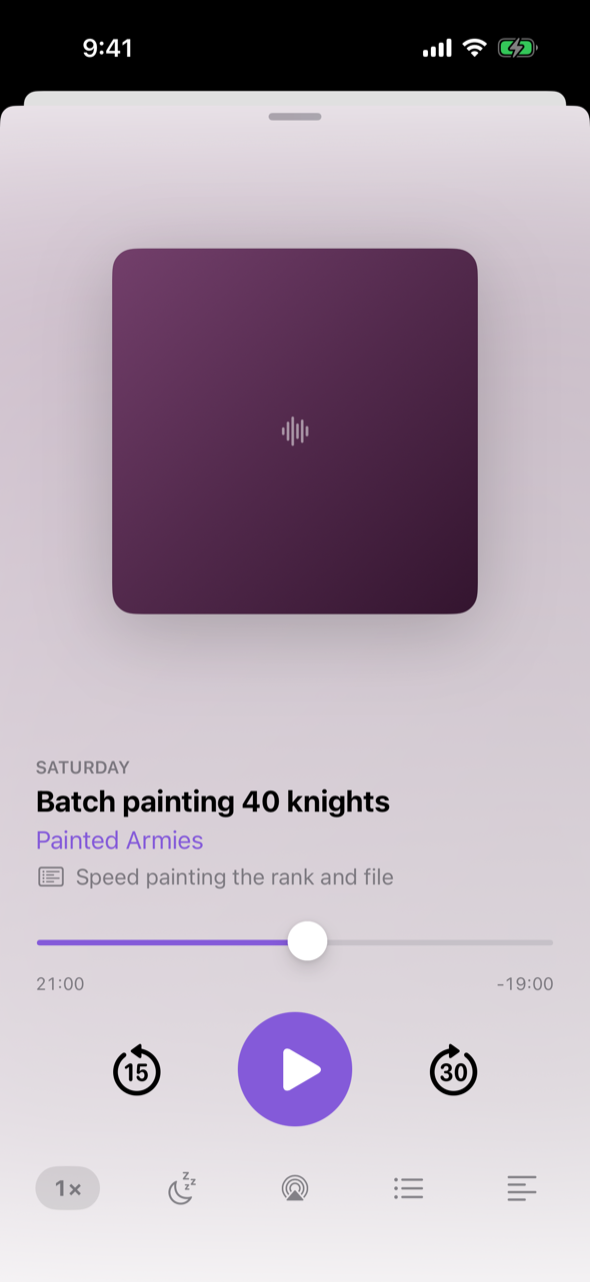 9:41
SATURDAY
Batch painting 40 knights
Painted Armies
Speed painting the rank and file
21:00
-19:00
15
30
1×